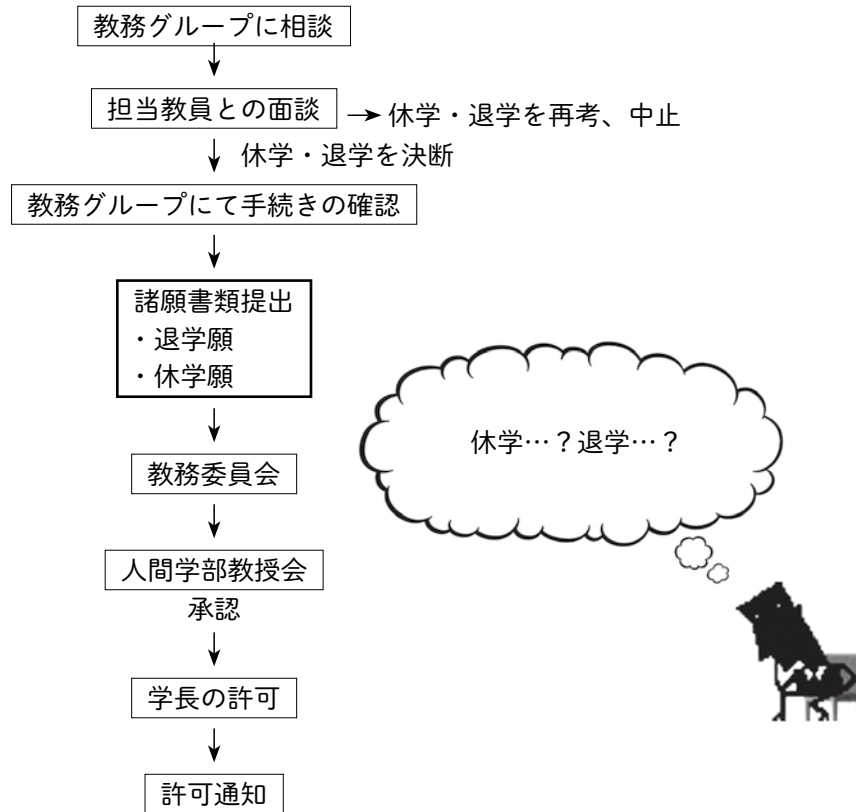 教務グループに相談
担当教員との面談
休学・退学を再考、中止
休学・退学を決断
教務グループにて手続きの確認
諸願書類提出
・退学願
・休学願
休学…？退学…？
教務委員会
人間学部教授会
承認
学長の許可
許可通知